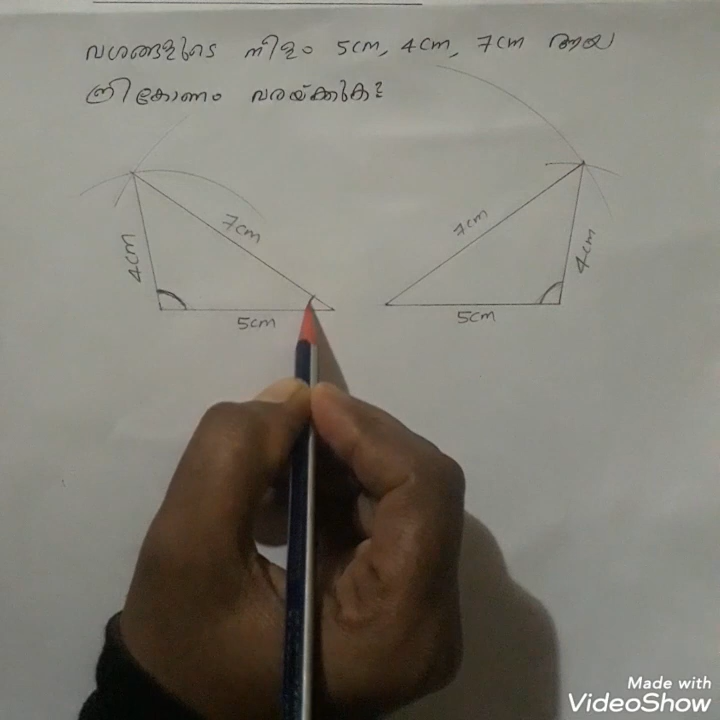 വശങ്ങളുടെ നീളം 5cm, 4cm, 7cm ആയ
ത്രികോണം വരയ്ക്കുക?
7cm
7cm
4cm
4cm
5cm
5cm
Made with
VideoShow